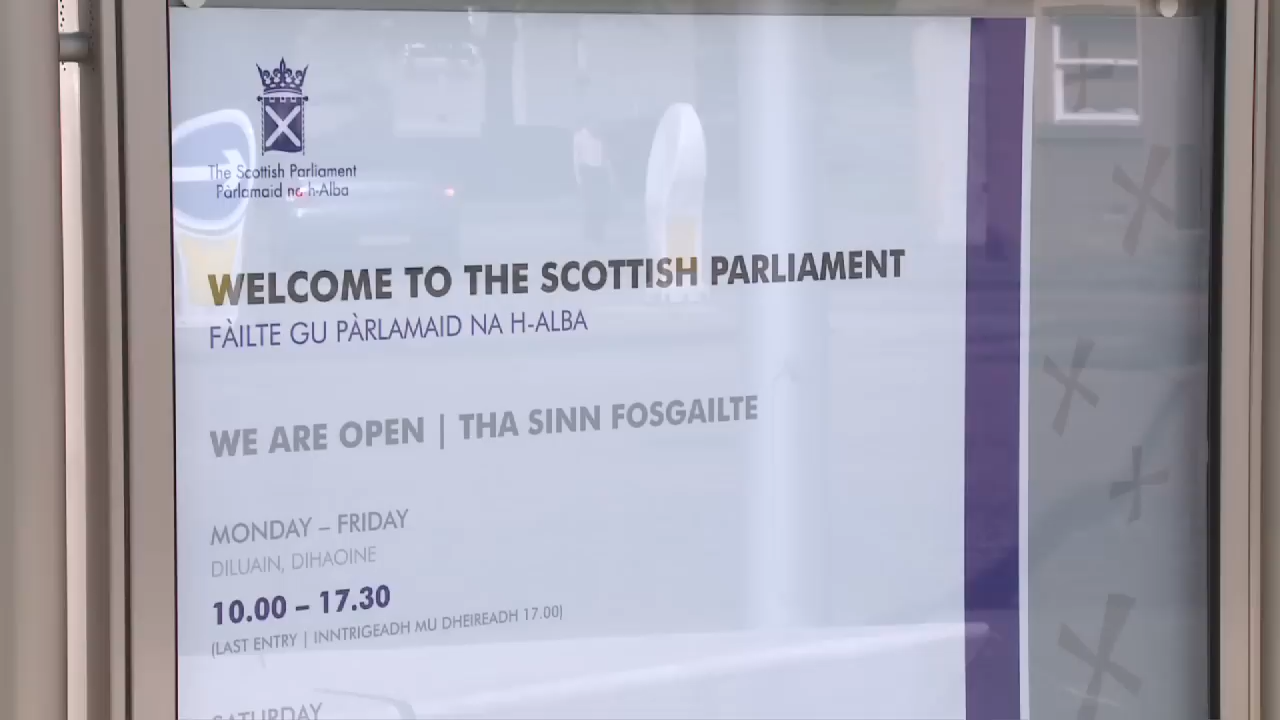 The Scottish Parliament
Pàrlamaid na h-Alba
WELCOME TO THE SCOTTISH PARLIAMENT
FÀILTE GU PÀRLAMAID NA H-ALBA
WE ARE OPEN | THA SINN FOSGAILTE
MONDAY – FRIDAY
DILUAIN, DIHAOINE
10.00 – 17.30
(LAST ENTRY | INNTRIGEADH MU DHEIREADH 17.00)
SATURDAY